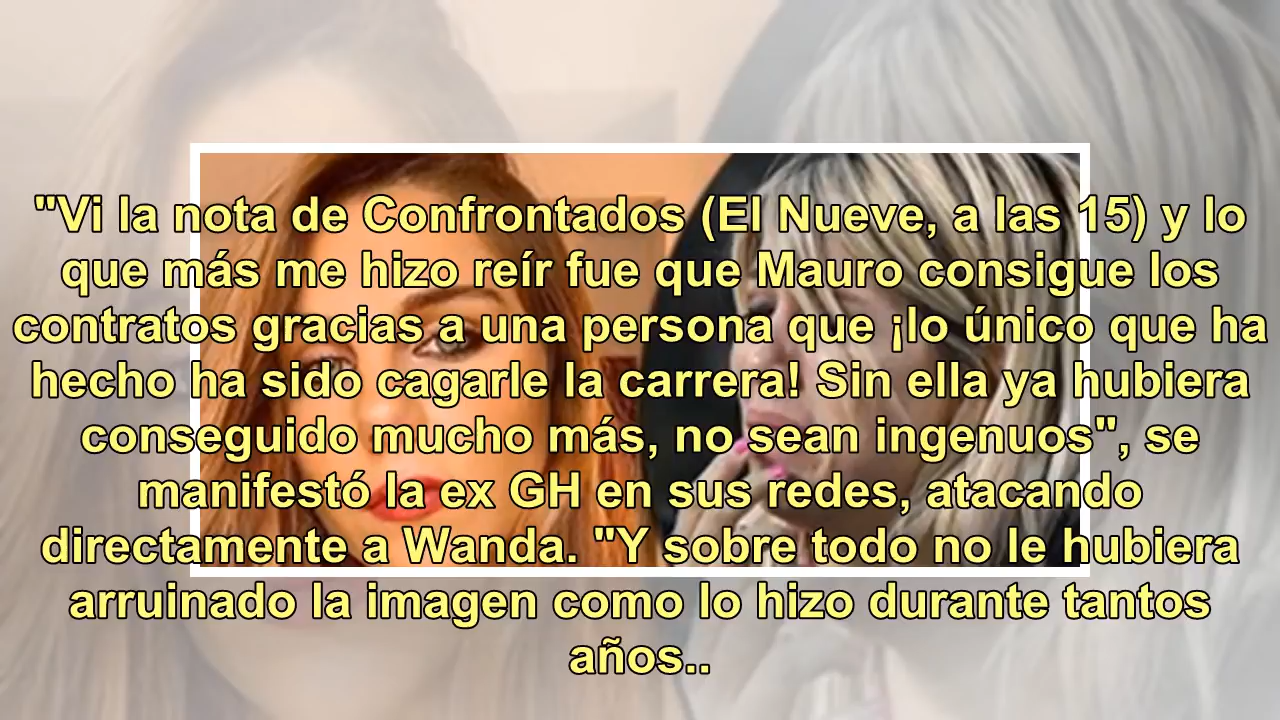 "Vi la nota de Confrontados (El Nueve, a las 15) y lo
que más me hizo reír fue que Mauro consigue los
contratos gracias a una persona que ¡lo único que ha
hecho ha sido cagarle la carrera! Sin ella ya hubiera
conseguido mucho más, no sean ingenuos", se
manifestó la ex GH en sus redes, atacando
directamente a Wanda. "Y sobre todo no le hubiera
arruinado la imagen como lo hizo durante tantos
años..